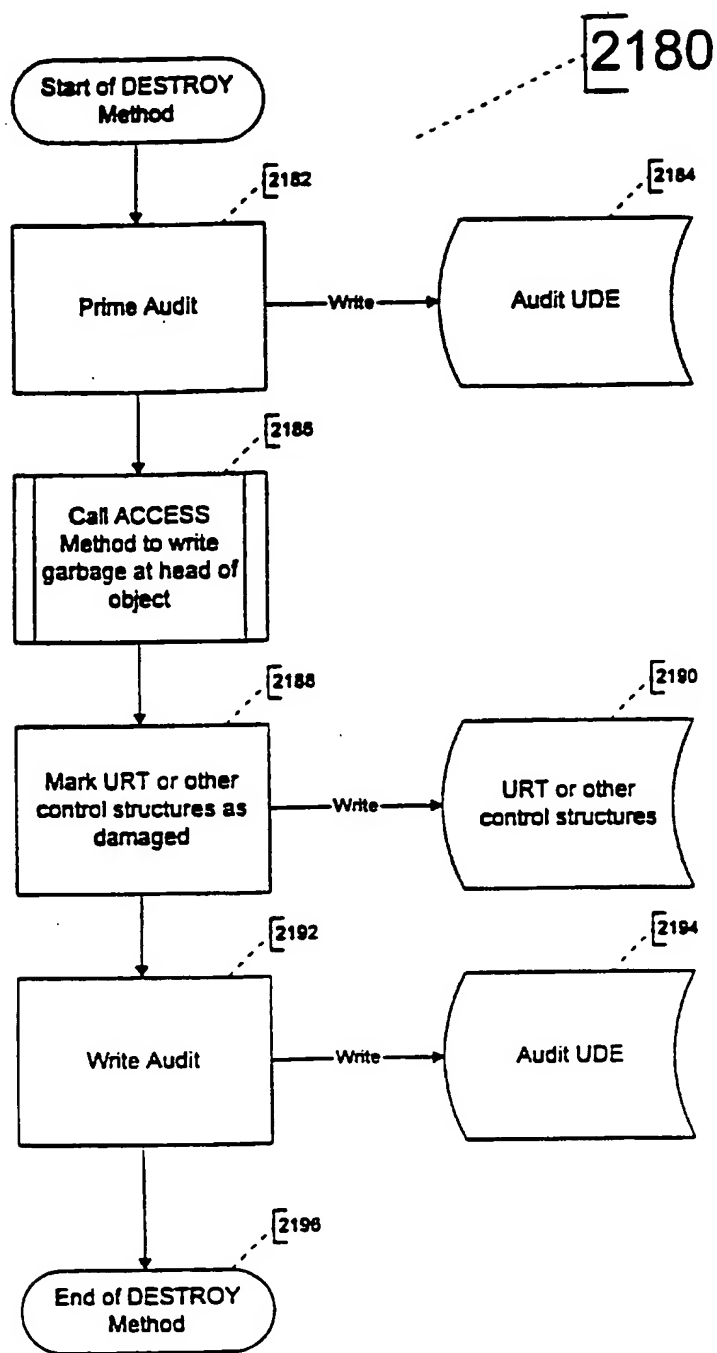 2180
Start of DESTROY
Method
2182
2184
Prime Audit
Write
Audit UDE
2186
Call ACCESS
Method to write
garbage at head of
object
2188
2190
Mark URT or other
control structures as
damaged
Write
URT or other
control structures
2192
2194
Write Audit
Write
Audit UDE
2196
End of DESTROY
Method